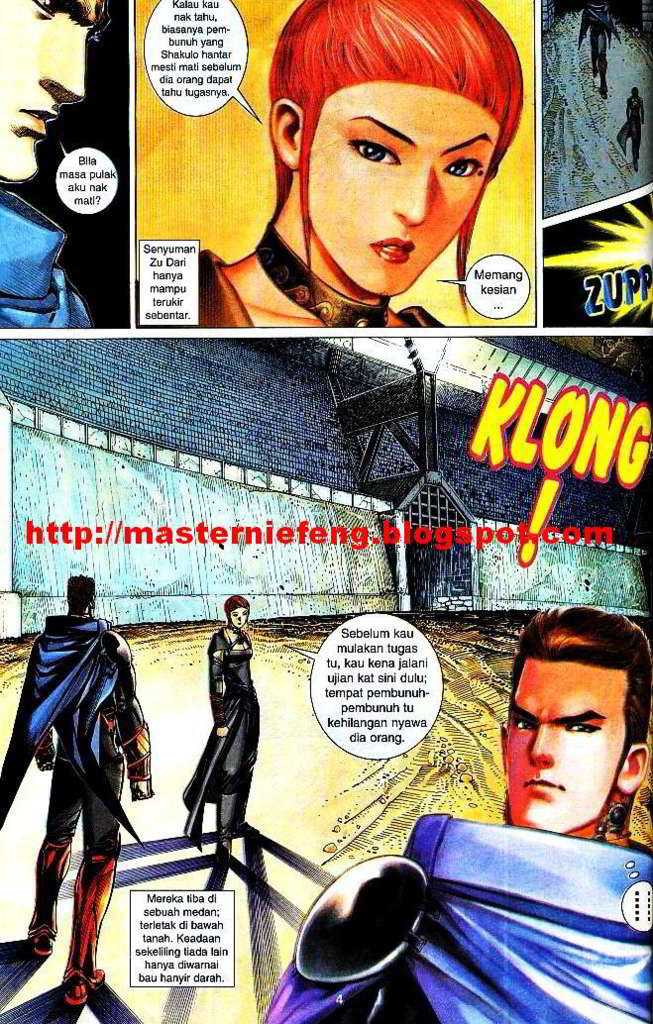 Kalau kau
nak tahu,
biasanya pem-
bunuh yang
Shakulo hantar
mesti mati sebelum
dia orang dapat
tahu tugasnya.
Bila
masa pulak
aku nak
mati?
Senyuman
Zu Dari
hanya
mampu
terukir
sebentar.
Memang
kesian
...
ZUPP
KLONG
!
http://masterniefeng.blogspot.com
Sebelum kau
mulakan tugas
tu, kau kena jalani
ujian kat sini dulu;
tempat pembunuh-
pembunuh tu
kehilangan nyawa
dia orang.
Mereka tiba di
sebuah medan;
terletak di bawah
tanah. Keadaan
sekeliling tiada lain
hanya diwarnai
bau hanyir darah.
4